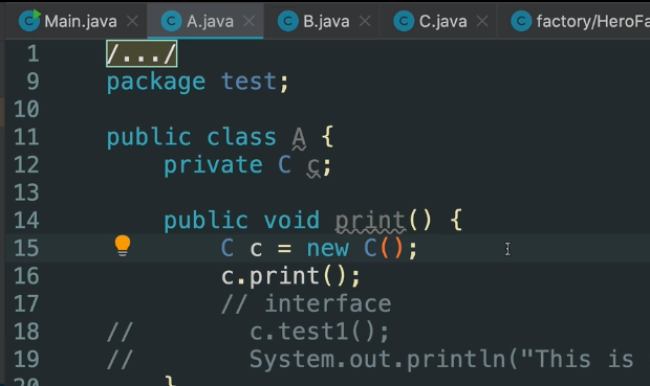 Main.java A.java B.java C.java factory/HeroFa
1 /.../
9 package test;
10
11 public class A {
12 private C c;
13
14 public void print() {
15 C c = new C();
16 c.print();
17 // interface
18 // c.test1();
19 // System.out.println("This is
20 }